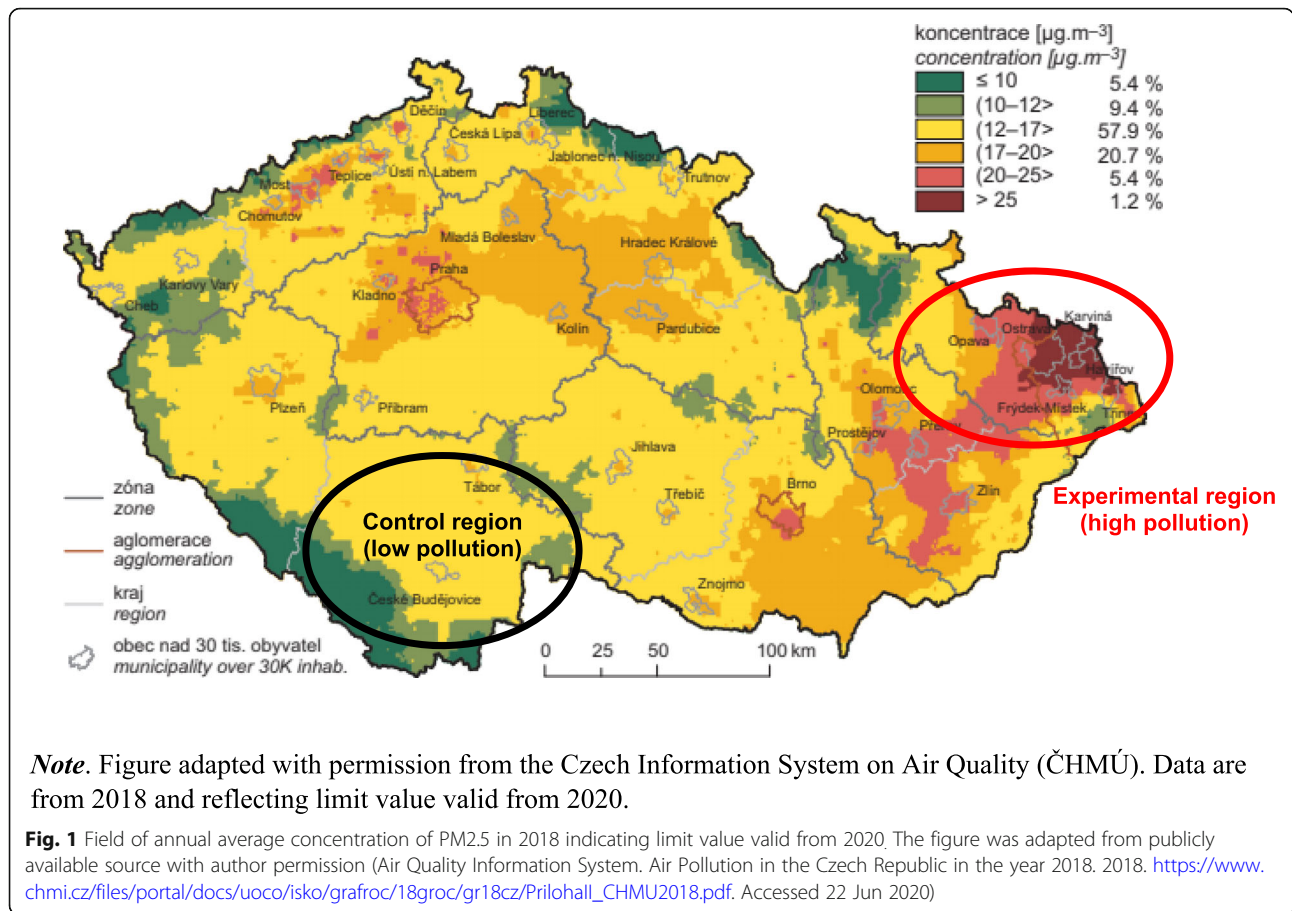 koncentrace [µg.m–3]
concentration [µg.m–3]
≤ 10 5.4 %
(10–12> 9.4 %
(12–17> 57.9 %
(17–20> 20.7 %
(20–25> 5.4 %
> 25 1.2 %
Děčín
Liberec
Česká Lípa
Jablonec n. Nisou
Teplice
Ústí n. Labem
Trutnov
Most
Chomutov
Mladá Boleslav
Hradec Králové
Praha
Karlovy Vary
Cheb
Kladno
Kolín
Pardubice
Karviná
Ostrava
Opava
Havířov
Olomouc
Frýdek-Místek
Třinec
Plzeň
Příbram
Prostějov
Přerov
Jihlava
Tábor
Třebíč
Brno
Zlín
Experimental region
(high pollution)
Control region
(low pollution)
České Budějovice
Znojmo
zóna
zone
aglomerace
agglomeration
kraj
region
obec nad 30 tis. obyvatel
municipality over 30K inhab.
0 25 50 100 km
Note. Figure adapted with permission from the Czech Information System on Air Quality (ČHMÚ). Data are
from 2018 and reflecting limit value valid from 2020.
Fig. 1 Field of annual average concentration of PM2.5 in 2018 indicating limit value valid from 2020. The figure was adapted from publicly
available source with author permission (Air Quality Information System. Air Pollution in the Czech Republic in the year 2018. 2018. https://www.
chmi.cz/files/portal/docs/uoco/isko/grafroc/18groc/gr18cz/PrilohaII_CHMU2018.pdf. Accessed 22 Jun 2020)